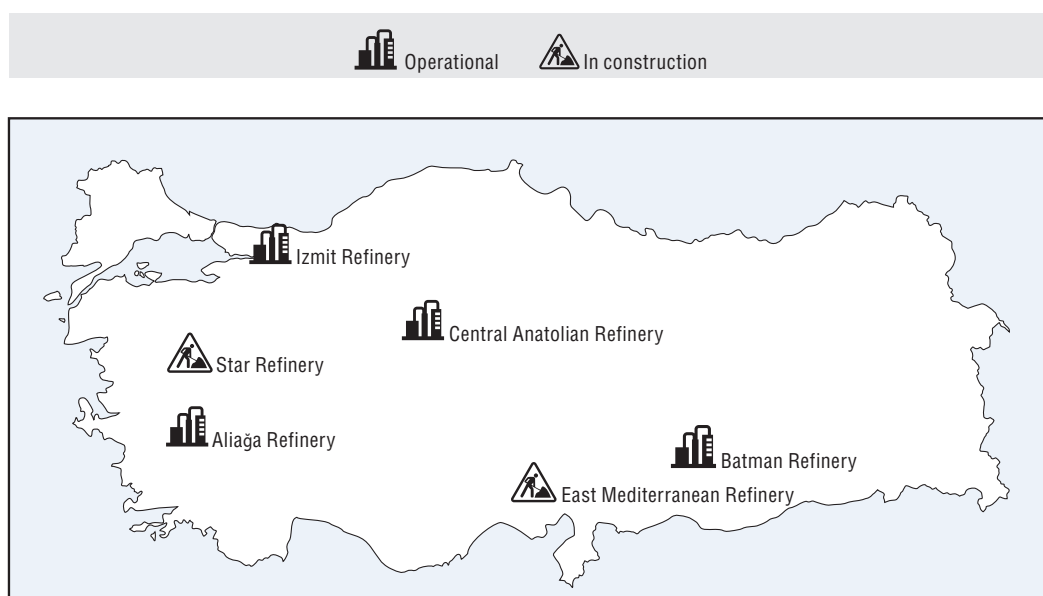 Operational
In construction
Izmit Refinery
Central Anatolian Refinery
Star Refinery
Aliağa Refinery
Batman Refinery
East Mediterranean Refinery